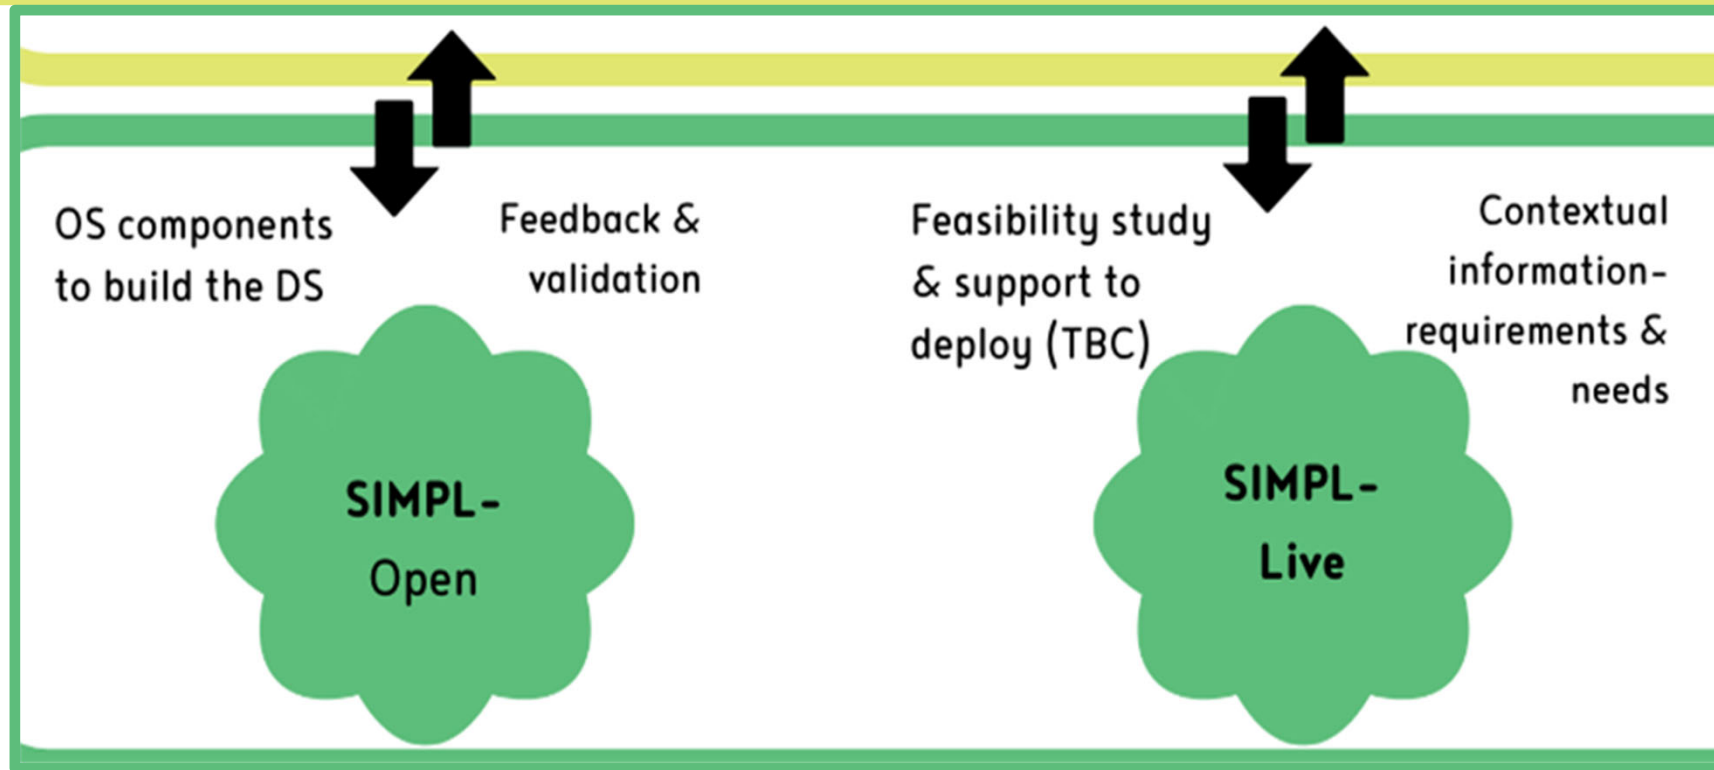 OS components
to build the DS
Feedback &
validation
Feasibility study
& support to
deploy (TBC)
Contextual
information-
requirements &
needs
SIMPL-
Open
SIMPL-
Live